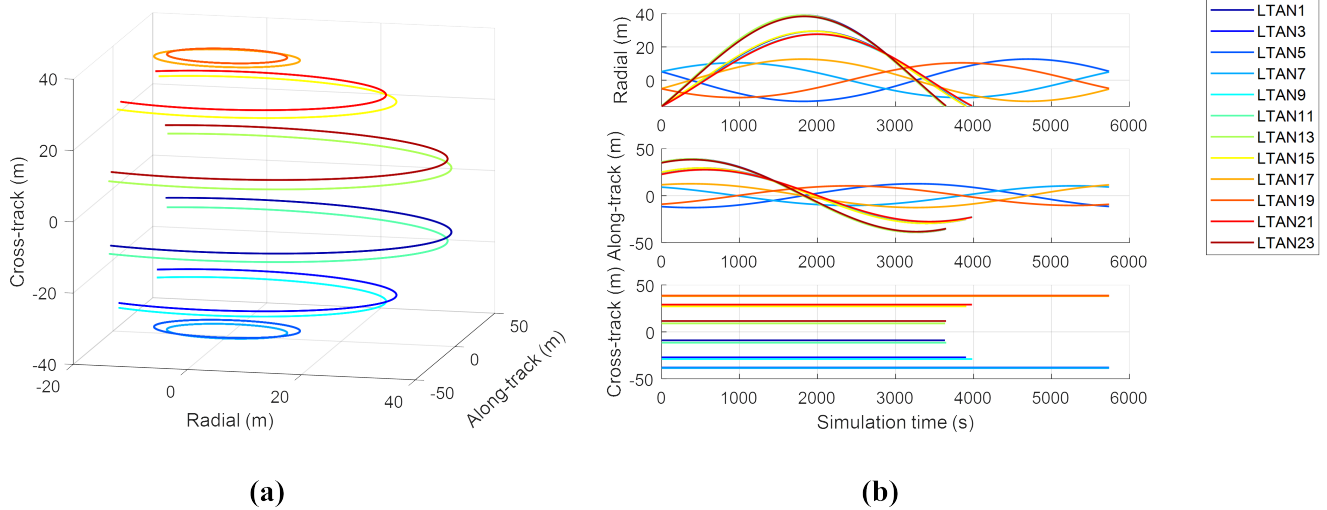 40
20
0
-20
-40
Cross-track (m)
-20
0
20
40
Radial (m)
-50
0
50
Along-track (m)
40
20
0
Radial (m)
0 1000 2000 3000 4000 5000 6000
50
0
-50
Along-track (m)
0 1000 2000 3000 4000 5000 6000
50
0
-50
Cross-track (m)
0 1000 2000 3000 4000 5000 6000
Simulation time (s)
LTAN1
LTAN3
LTAN5
LTAN7
LTAN9
LTAN11
LTAN13
LTAN15
LTAN17
LTAN19
LTAN21
LTAN23
(a)
(b)